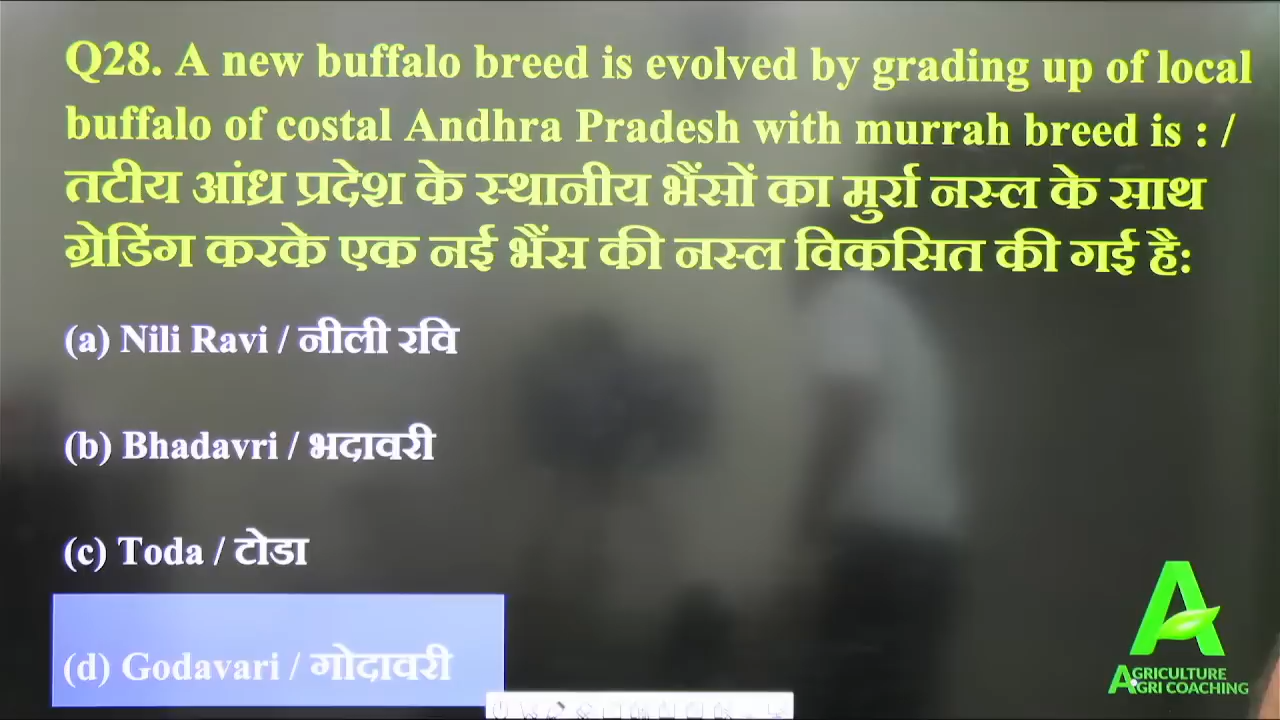 Q28. A new buffalo breed is evolved by grading up of local
buffalo of costal Andhra Pradesh with murrah breed is : /
तटीय आंध्र प्रदेश के स्थानीय भैंसों का मुर्रा नस्ल के साथ
ग्रेडिंग करके एक नई भैंस की नस्ल विकसित की गई है:
(a) Nili Ravi / नीली रवि
(b) Bhadavri / भदावरी
(c) Toda / टोडा
(d) Godavari / गोदावरी
AGRICULTURE
AGRI COACHING